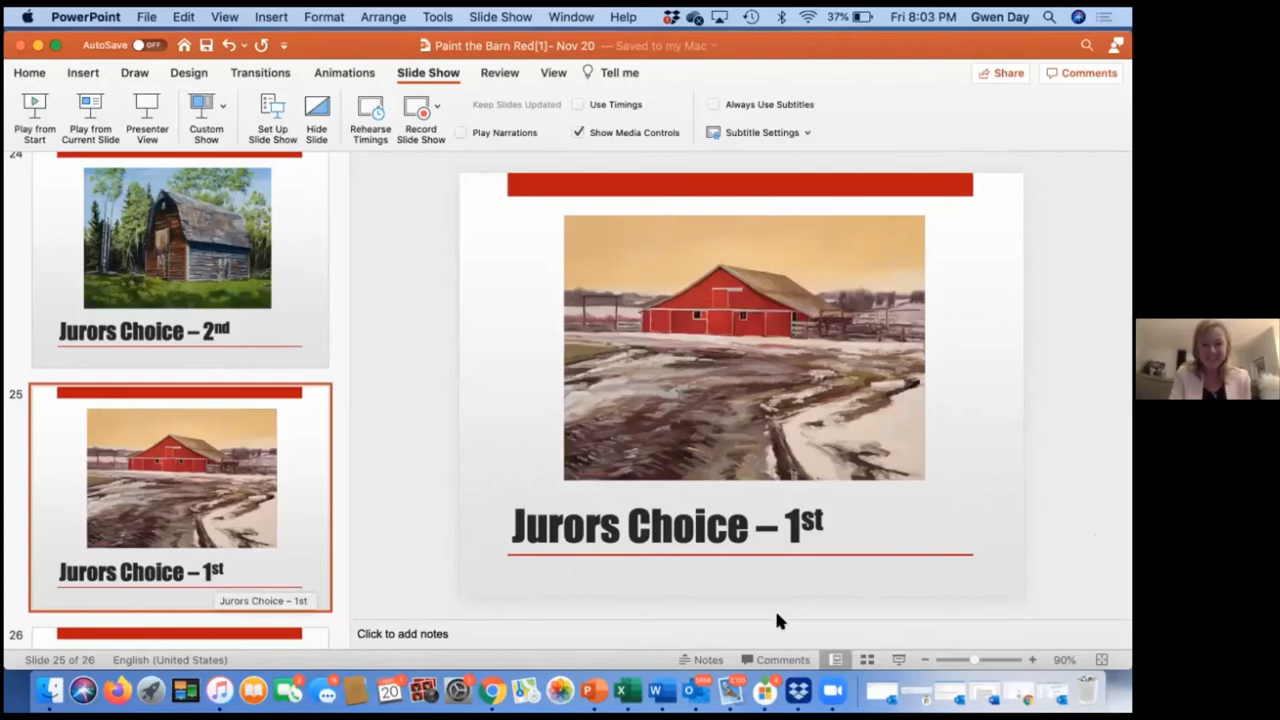 PowerPoint File Edit View Insert Format Arrange Tools Slide Show Window Help 37% Fri 8:03 PM Gwen Day
AutoSave OFF Paint the Barn Red[1]- Nov 20 — Saved to my Mac
Home Insert Draw Design Transitions Animations Slide Show Review View Tell me Share Comments
Keep Slides Updated Use Timings Always Use Subtitles
Play from Start Play from Current Slide Presenter View Custom Show Set Up Slide Show Hide Slide Rehearse Timings Record Slide Show Play Narrations Show Media Controls Subtitle Settings
24
Jurors Choice – 2nd
25
Jurors Choice – 1st
Jurors Choice – 1st
26
Jurors Choice – 1st
Click to add notes
Slide 25 of 26 English (United States) Notes Comments 90%
20